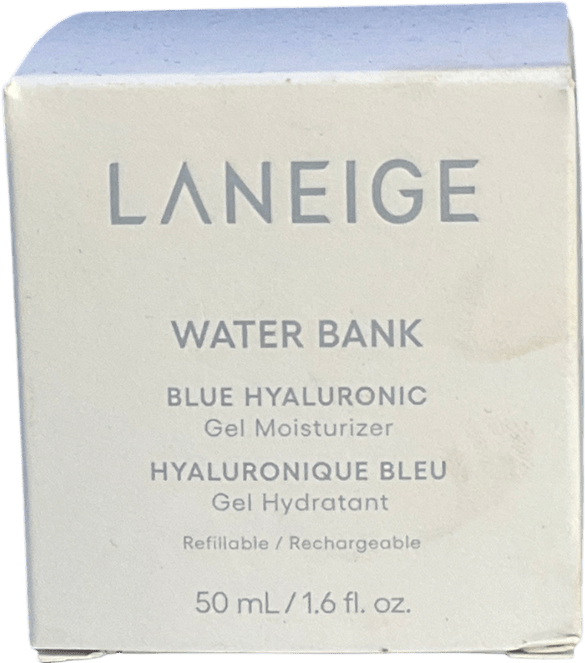 LANEIGE
WATER BANK
BLUE HYALURONIC
Gel Moisturizer
HYALURONIQUE BLEU
Gel Hydratant
Refillable / Rechargeable
50 mL / 1.6 fl. oz.